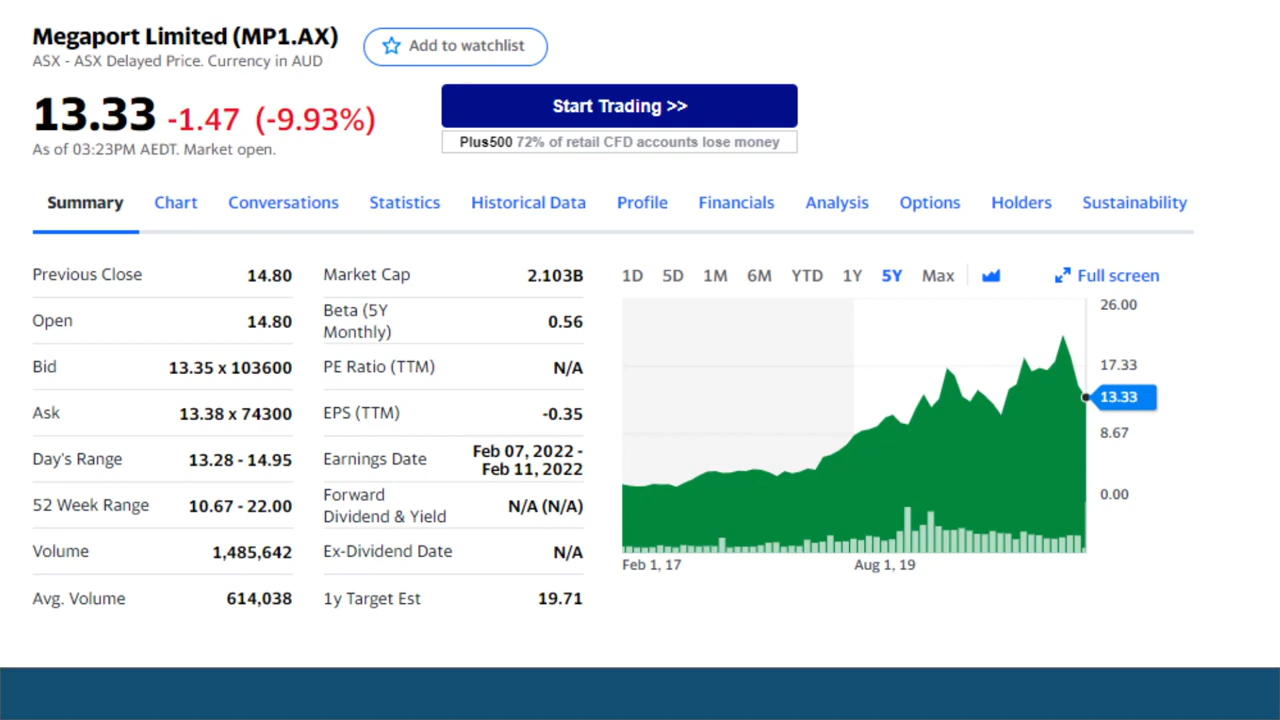 Megaport Limited (MP1.AX)
Add to watchlist
ASX - ASX Delayed Price. Currency in AUD
13.33 -1.47 (-9.93%)
As of 03:23PM AEDT. Market open.
Start Trading >>
Plus500 72% of retail CFD accounts lose money
Summary Chart Conversations Statistics Historical Data Profile Financials Analysis Options Holders Sustainability
Previous Close 14.80
Open 14.80
Bid 13.35 x 103600
Ask 13.38 x 74300
Day's Range 13.28 - 14.95
52 Week Range 10.67 - 22.00
Volume 1,485,642
Avg. Volume 614,038
Market Cap 2.103B
Beta (5Y
Monthly) 0.56
PE Ratio (TTM) N/A
EPS (TTM) -0.35
Earnings Date Feb 07, 2022 -
Feb 11, 2022
Forward
Dividend & Yield N/A (N/A)
Ex-Dividend Date N/A
1y Target Est 19.71
1D 5D 1M 6M YTD 1Y 5Y Max Full screen
26.00
17.33
13.33
8.67
0.00
Feb 1, 17 Aug 1, 19